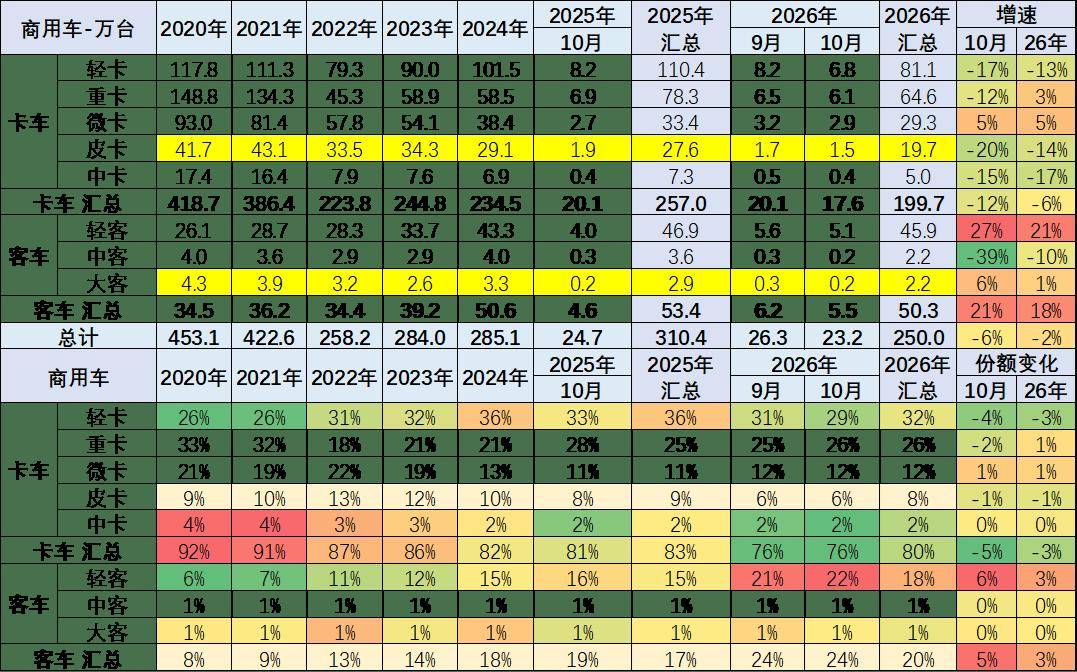 商用车-万台 2020年 2021年 2022年 2023年 2024年 2025年 2025年 2026年 2026年 增速
10月 汇总 9月 10月 汇总 10月 26年
卡车 轻卡 117.8 111.3 79.3 90.0 101.5 8.2 110.4 8.2 6.8 81.1 -17% -13%
重卡 148.8 134.3 45.3 58.9 58.5 6.9 78.3 6.5 6.1 64.6 -12% 3%
微卡 93.0 81.4 57.8 54.1 38.4 2.7 33.4 3.2 2.9 29.3 5% 5%
皮卡 41.7 43.1 33.5 34.3 29.1 1.9 27.6 1.7 1.5 19.7 -20% -14%
中卡 17.4 16.4 7.9 7.6 6.9 0.4 7.3 0.5 0.4 5.0 -15% -17%
卡车 汇总 418.7 386.4 223.8 244.8 234.5 20.1 257.0 20.1 17.6 199.7 -12% -6%
客车 轻客 26.1 28.7 28.3 33.7 43.3 4.0 46.9 5.6 5.1 45.9 27% 21%
中客 4.0 3.6 2.9 2.9 4.0 0.3 3.6 0.3 0.2 2.2 -39% -10%
大客 4.3 3.9 3.2 2.6 3.3 0.2 2.9 0.3 0.2 2.2 6% 1%
客车 汇总 34.5 36.2 34.4 39.2 50.6 4.6 53.4 6.2 5.5 50.3 21% 18%
总计 453.1 422.6 258.2 284.0 285.1 24.7 310.4 26.3 23.2 250.0 -6% -2%
商用车 2020年 2021年 2022年 2023年 2024年 2025年 2025年 2026年 2026年 份额变化
10月 汇总 9月 10月 汇总 10月 26年
卡车 轻卡 26% 26% 31% 32% 36% 33% 36% 31% 29% 32% -4% -3%
重卡 33% 32% 18% 21% 21% 28% 25% 25% 26% 26% -2% 1%
微卡 21% 19% 22% 19% 13% 11% 11% 12% 12% 12% 1% 1%
皮卡 9% 10% 13% 12% 10% 8% 9% 6% 6% 8% -1% -1%
中卡 4% 4% 3% 3% 2% 2% 2% 2% 2% 2% 0% 0%
卡车 汇总 92% 91% 87% 86% 82% 81% 83% 76% 76% 80% -5% -3%
客车 轻客 6% 7% 11% 12% 15% 16% 15% 21% 22% 18% 6% 3%
中客 1% 1% 1% 1% 1% 1% 1% 1% 1% 1% 0% 0%
大客 1% 1% 1% 1% 1% 1% 1% 1% 1% 1% 0% 0%
客车 汇总 8% 9% 13% 14% 18% 19% 17% 24% 24% 20% 5% 3%